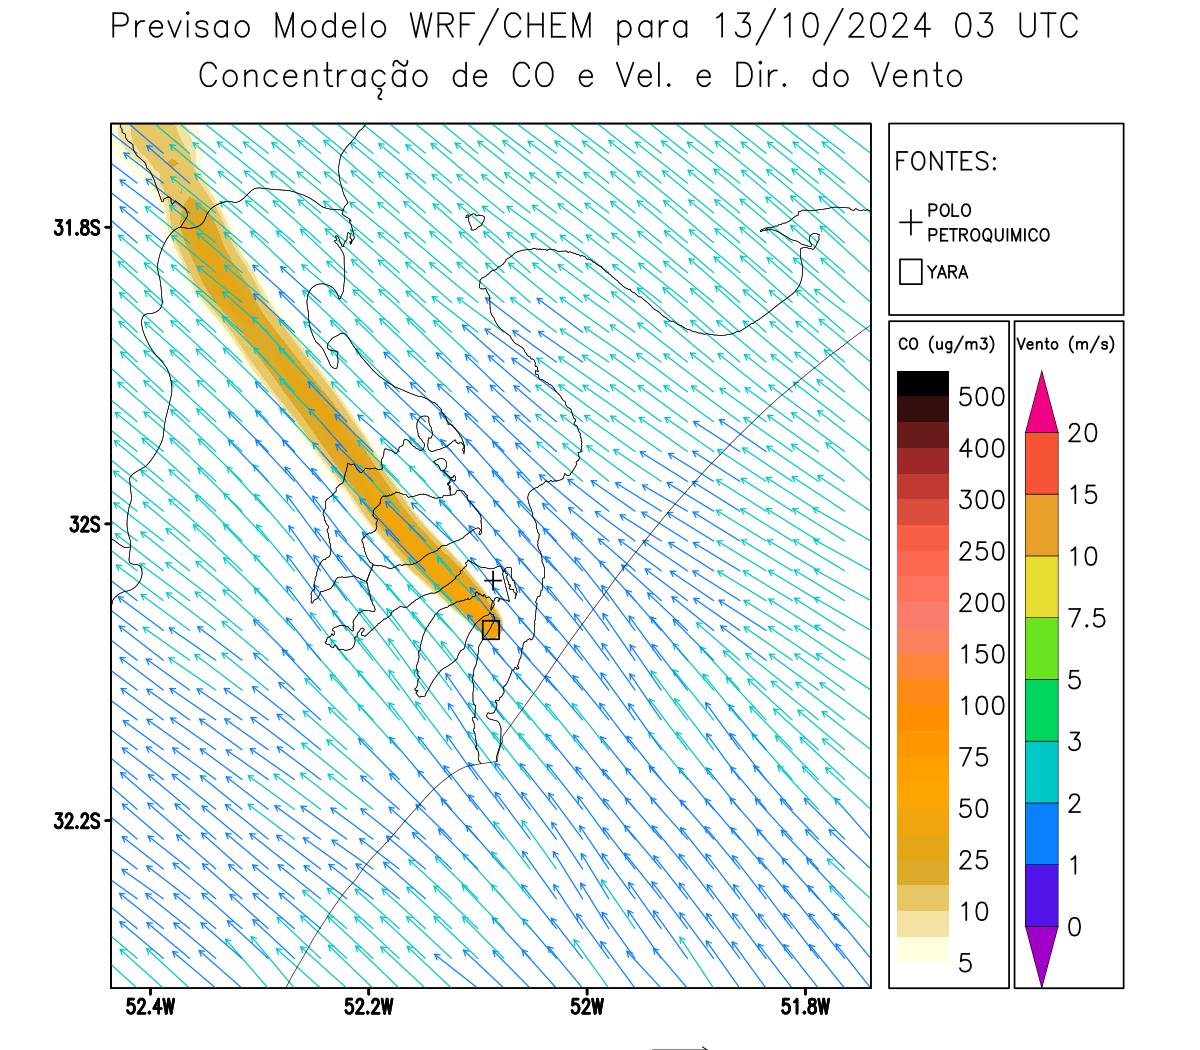 Previsao Modelo WRF/CHEM para 13/10/2024 03 UTC
Concentração de CO e Vel. e Dir. do Vento
FONTES:
POLO
PETROQUIMICO
YARA
CO (ug/m3)
500
400
300
250
200
150
100
75
50
25
10
5
Vento (m/s)
20
15
10
7.5
5
3
2
1
0
31.8S
32S
32.2S
52.4W
52.2W
52W
51.8W